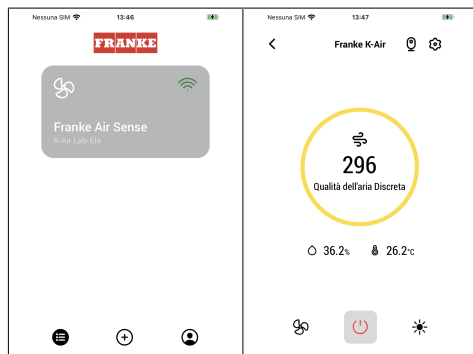 Nessuna SIM 13:46
FRANKE
Franke Air Sense
K-Air Lab-Ele
Nessuna SIM 13:47
Franke K-Air
296
Qualità dell'aria Discreta
36.2% 26.2°C